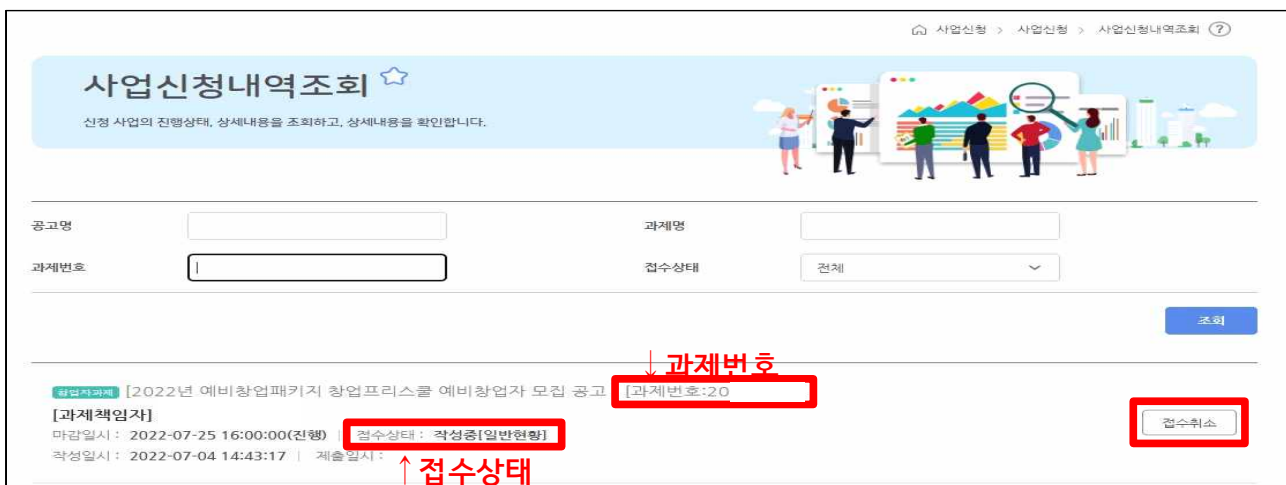 사업신청 > 사업신청 > 사업신청내역조회 ?
사업신청내역조회
신청 사업의 진행상태, 상세내용을 조회하고, 상세내용을 확인합니다.
공고명 과제명
과제번호 접수상태 전체
조회
↓과제번호
창업자과제 [2022년 예비창업패키지 창업프리스쿨 예비창업자 모집 공고 [과제번호:20
[과제책임자]
접수취소
마감일시 : 2022-07-25 16:00:00(진행) | 접수상태 : 작성중[일반현황]
작성일시 : 2022-07-04 14:43:17 | 제출일시 :
↑접수상태